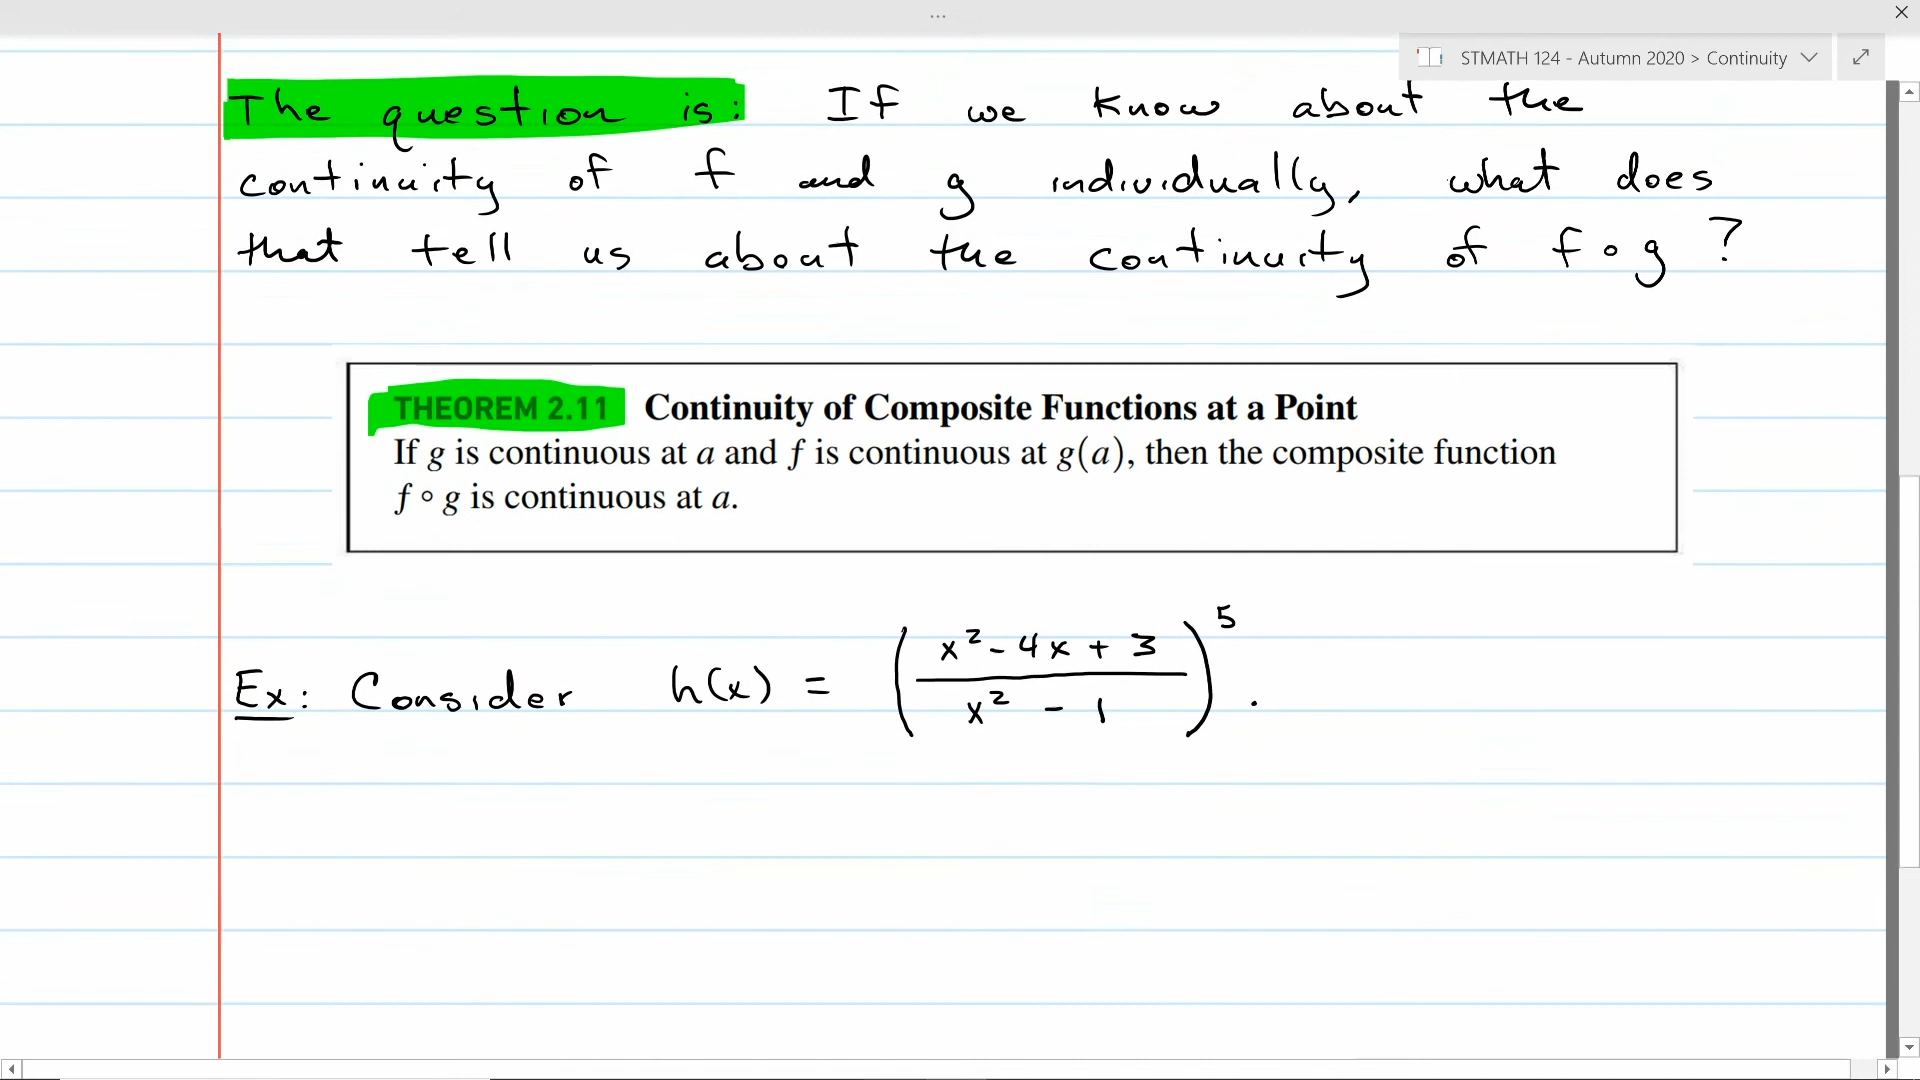 ...
STMATH 124 - Autumn 2020 > Continuity
The question is: If we know about the
continuity of f and g individually, what does
that tell us about the continuity of f∘g ?
THEOREM 2.11 Continuity of Composite Functions at a Point
If g is continuous at a and f is continuous at g(a), then the composite function
f ∘ g is continuous at a.
Ex: Consider h(x) = ((x² - 4x + 3)/(x² - 1))⁵.